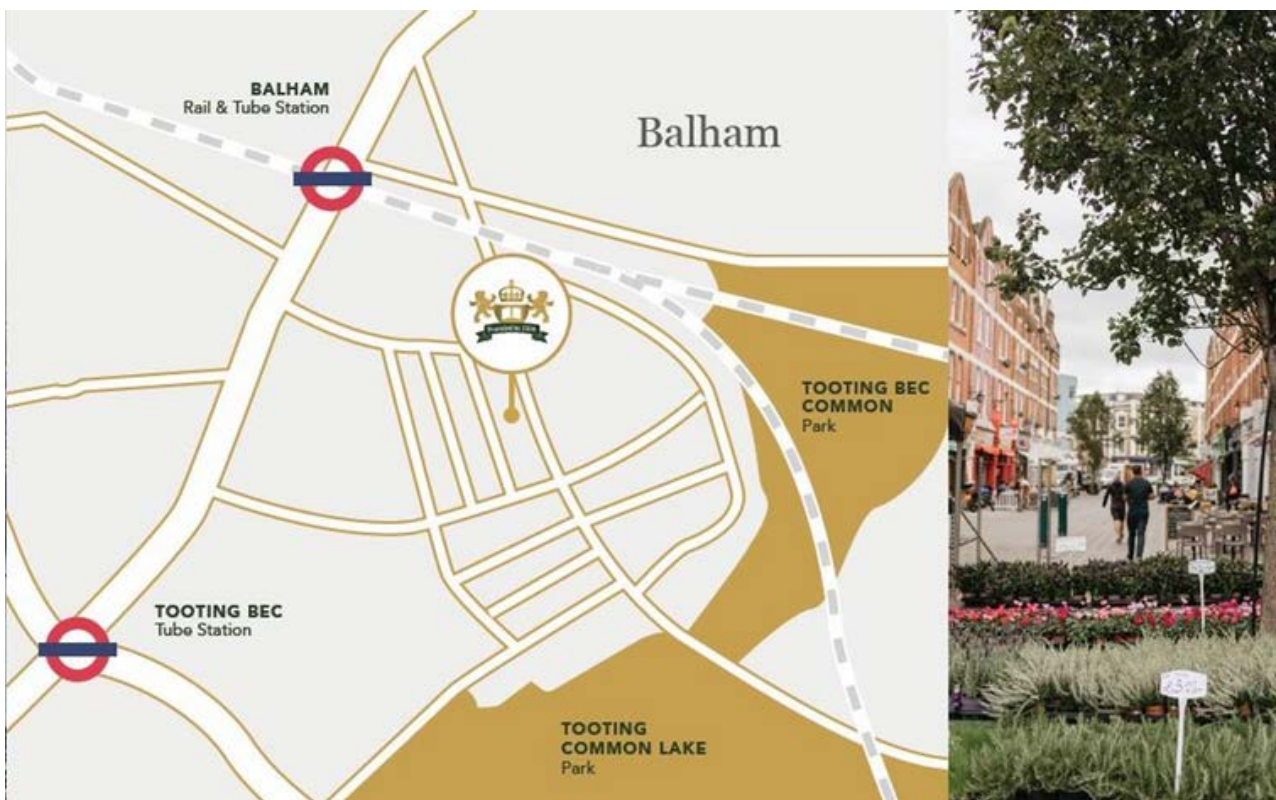 BALHAM
Rail & Tube Station
Balham
TOOTING BEC
COMMON
Park
TOOTING BEC
Tube Station
TOOTING
COMMON LAKE
Park